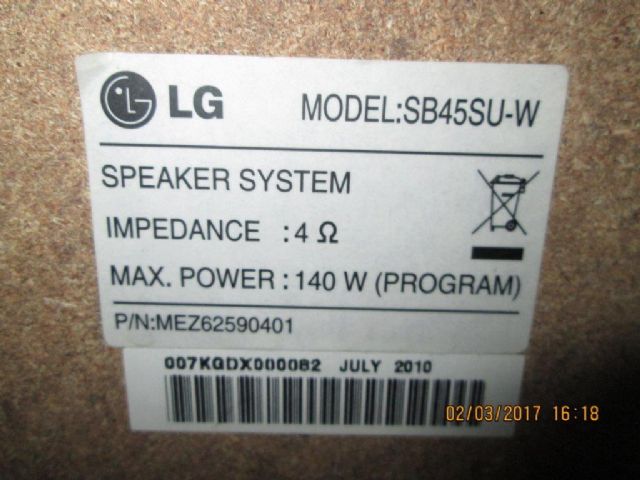 LG MODEL:SB45SU-W
SPEAKER SYSTEM
IMPEDANCE : 4 Ω
MAX. POWER : 140 W (PROGRAM)
P/N:MEZ62590401
007KGDX000082 JULY 2010
02/03/2017 16:18